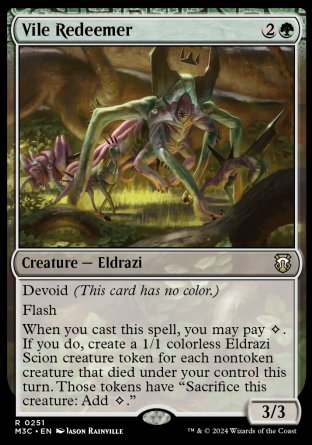 Vile Redeemer 2
Creature — Eldrazi
Devoid (This card has no color.)
Flash
When you cast this spell, you may pay ◇.
If you do, create a 1/1 colorless Eldrazi
Scion creature token for each nontoken
creature that died under your control this
turn. Those tokens have “Sacrifice this
creature: Add ◇.”
3/3
R 0251
M3C • EN Jason Rainville
™ & © 2024 Wizards of the Coast